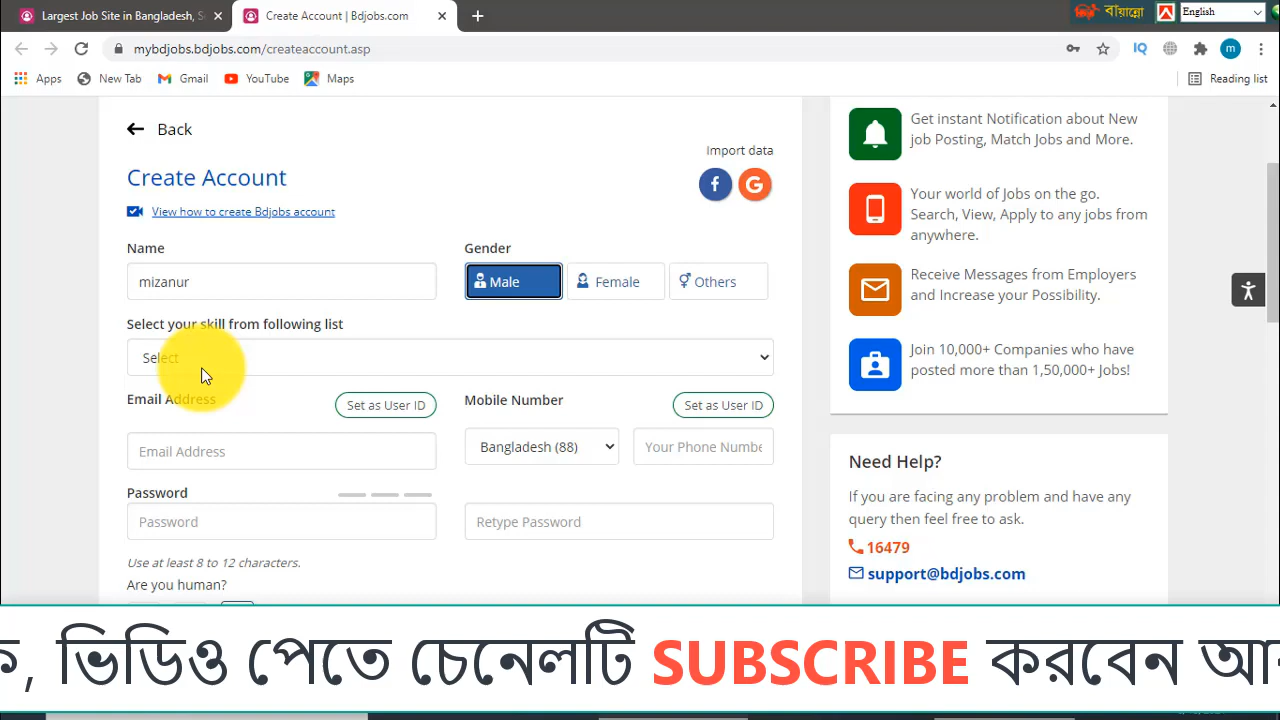 Largest Job Site in Bangladesh, S
Create Account | Bdjobs.com
বায়ান্নো
English
mybdjobs.bdjobs.com/createaccount.asp
IQ
m
Apps
New Tab
Gmail
YouTube
Maps
Reading list
Back
Import data
Create Account
View how to create Bdjobs account
Name
Gender
mizanur
Male
Female
Others
Select your skill from following list
Select
Email Address
Set as User ID
Mobile Number
Set as User ID
Email Address
Bangladesh (88)
Your Phone Numbe
Password
Password
Retype Password
Use at least 8 to 12 characters.
Are you human?
Get instant Notification about New
job Posting, Match Jobs and More.
Your world of Jobs on the go.
Search, View, Apply to any jobs from
anywhere.
Receive Messages from Employers
and Increase your Possibility.
Join 10,000+ Companies who have
posted more than 1,50,000+ Jobs!
Need Help?
If you are facing any problem and have any
query then feel free to ask.
16479
support@bdjobs.com
, ভিডিও পেতে চেনেলটি SUBSCRIBE করবেন